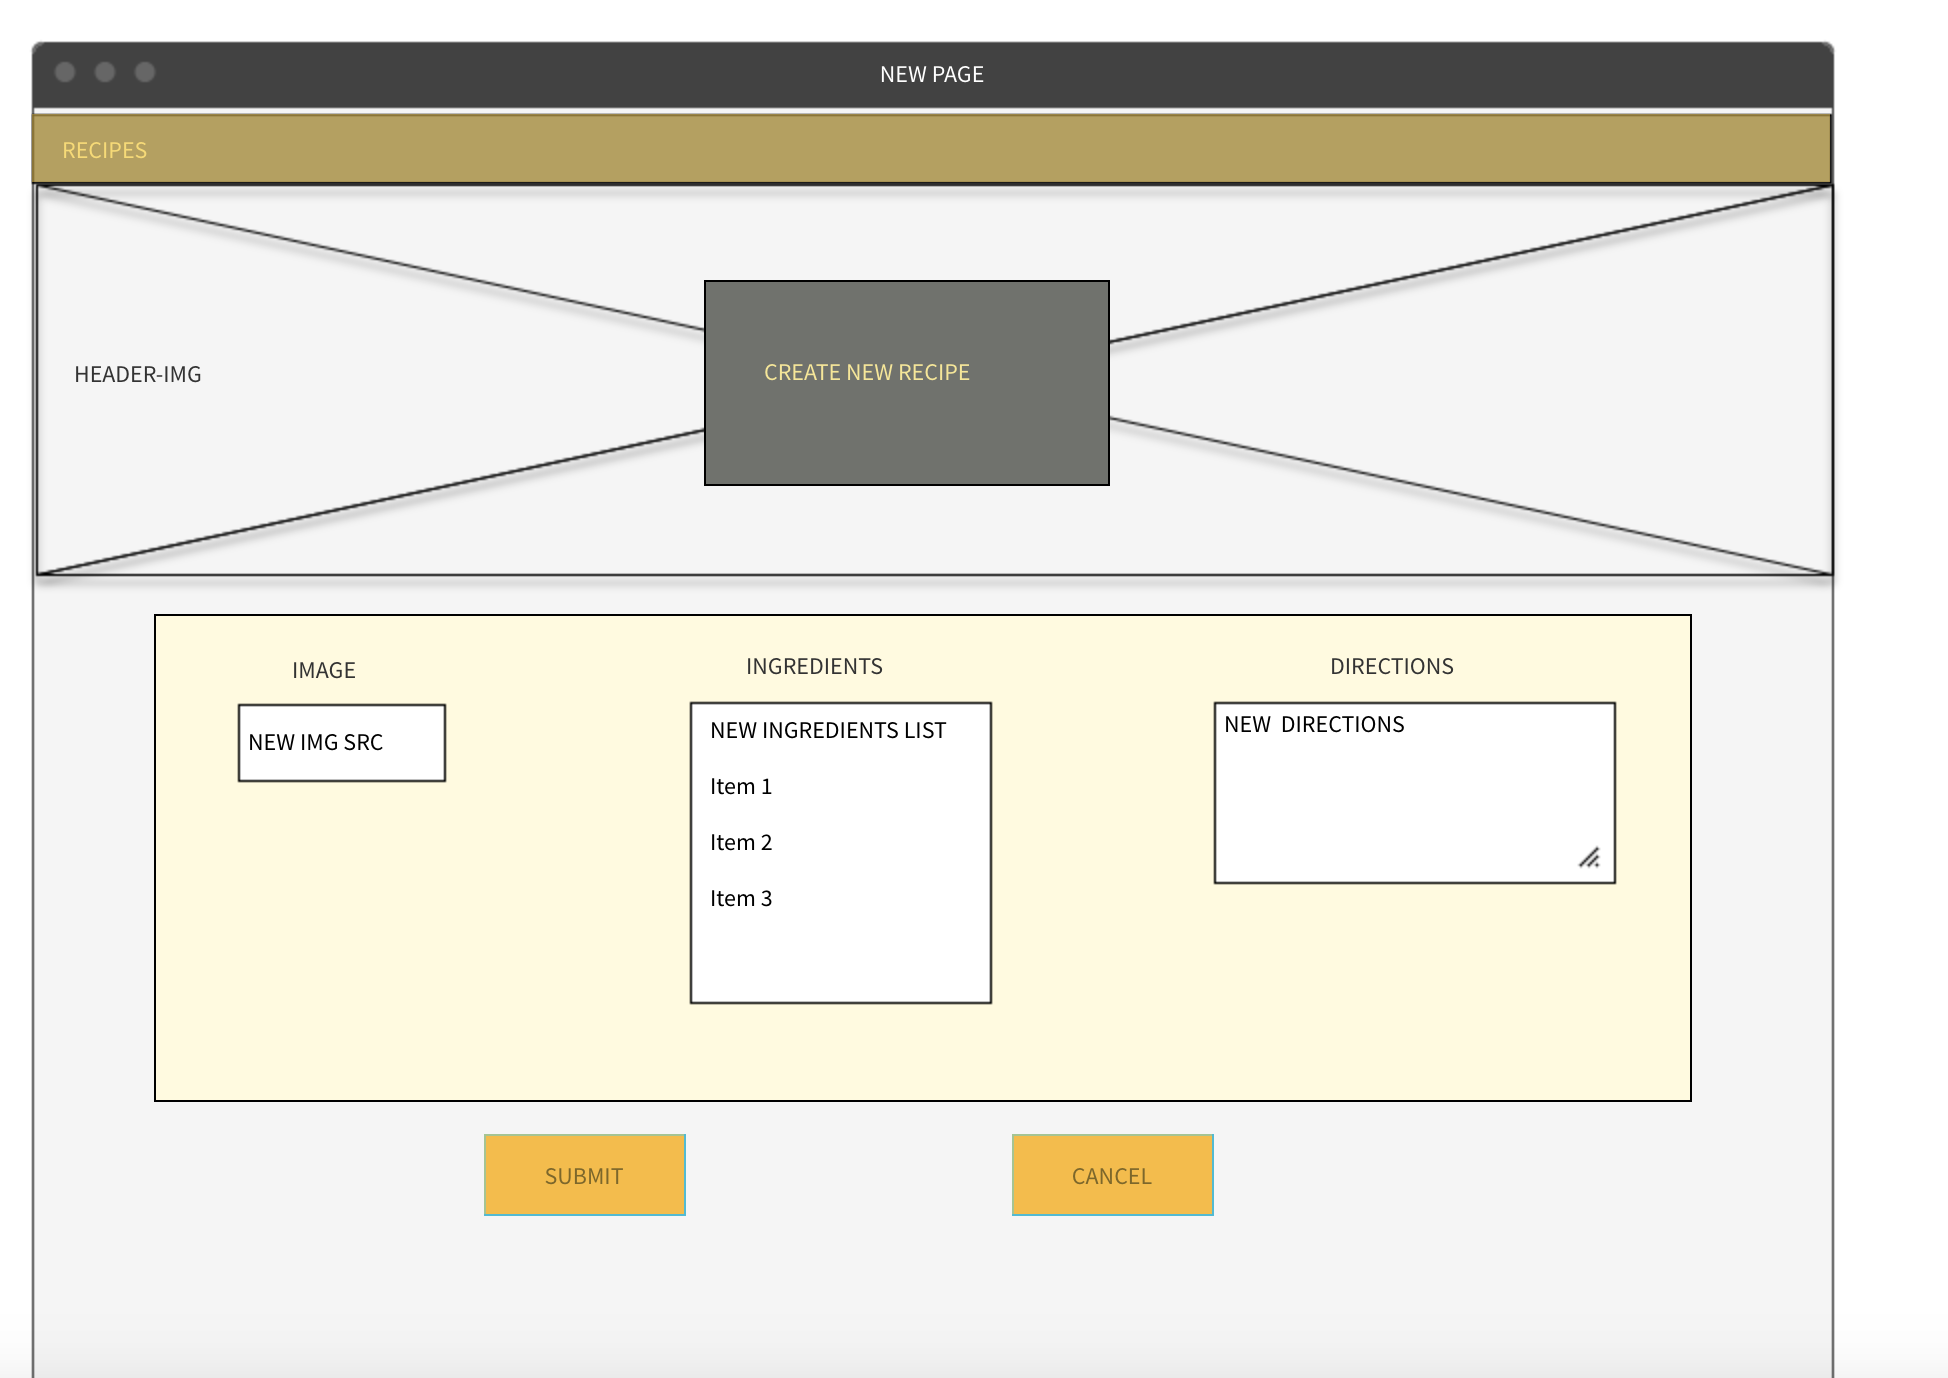 NEW PAGE
RECIPES
HEADER-IMG
CREATE NEW RECIPE
IMAGE
NEW IMG SRC
INGREDIENTS
NEW INGREDIENTS LIST
Item 1
Item 2
Item 3
DIRECTIONS
NEW  DIRECTIONS
SUBMIT
CANCEL